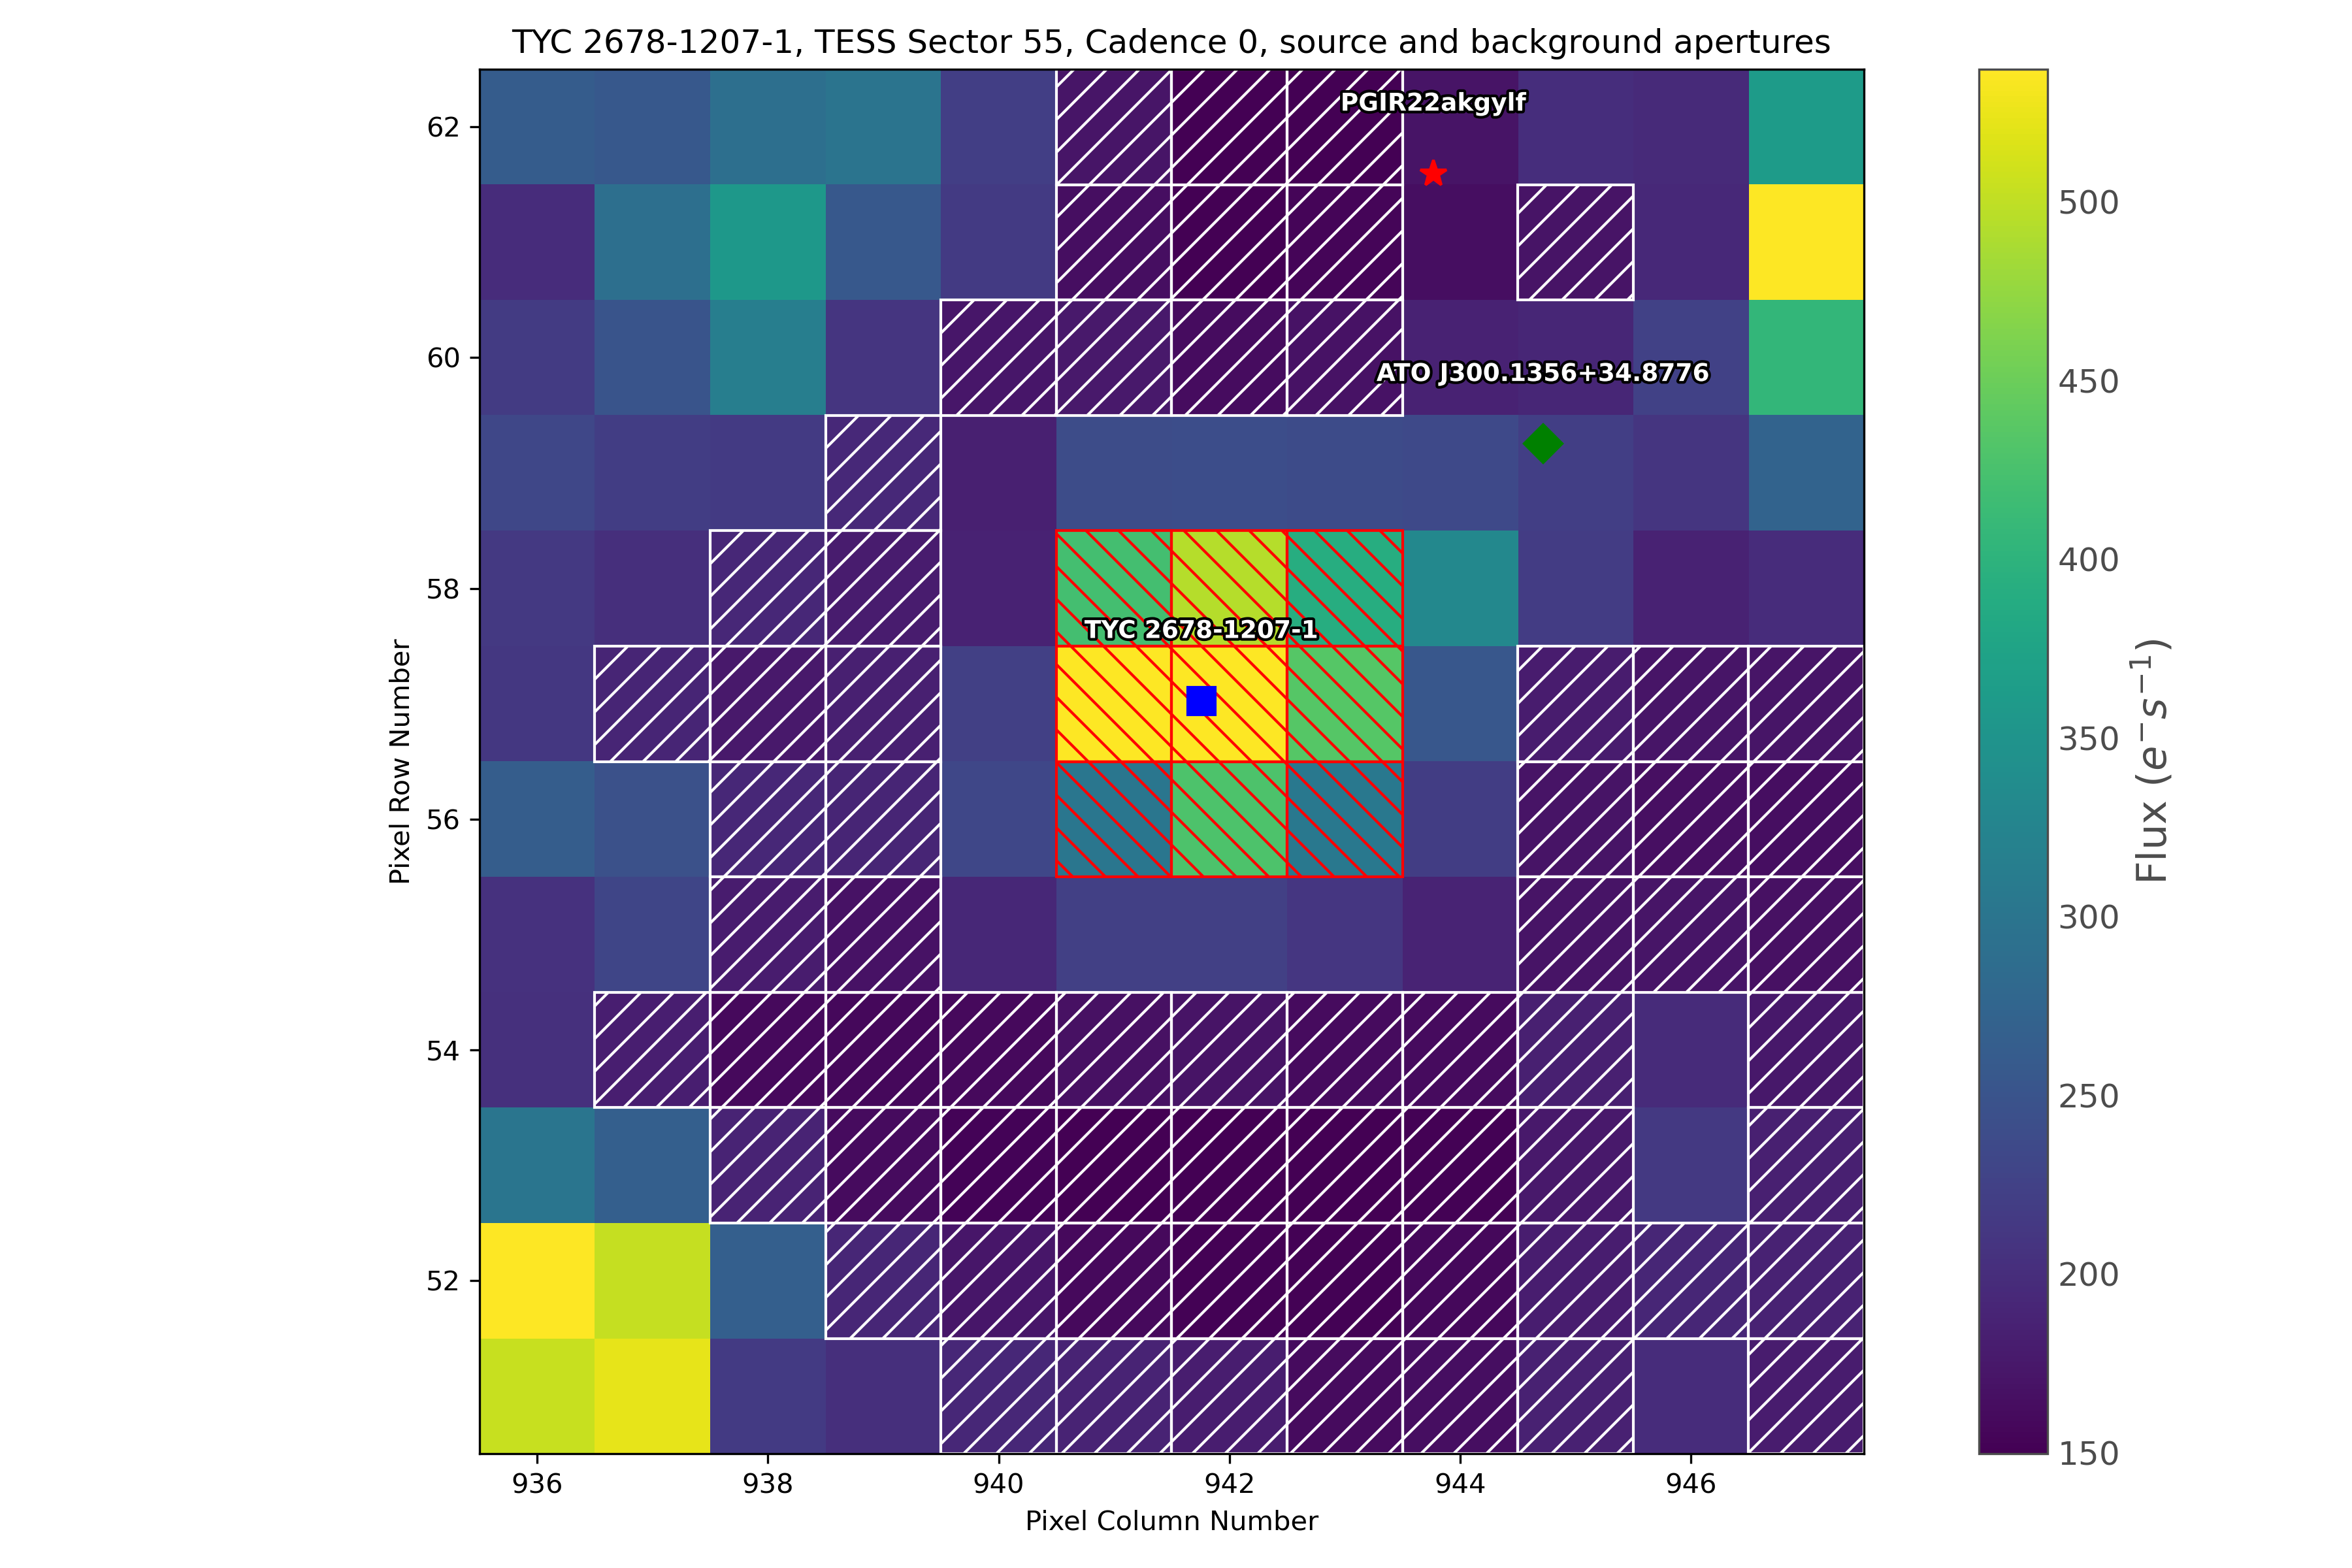 TYC 2678-1207-1, TESS Sector 55, Cadence 0, source and background apertures
PGIR22akgylf
ATO J300.1356+34.8776
TYC 2678-1207-1
Pixel Row Number
62
60
58
56
54
52
936
938
940
942
944
946
Pixel Column Number
500
450
400
350
300
250
200
150
Flux (e⁻s⁻¹)